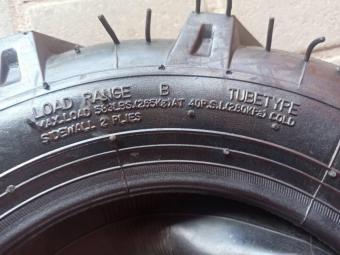 LOAD RANGE B TUBETYPE
MAX.LOAD 583LBS.(265KG)AT 40P.S.I.(280KPa) COLD
SIDEWALL 2 PLIES